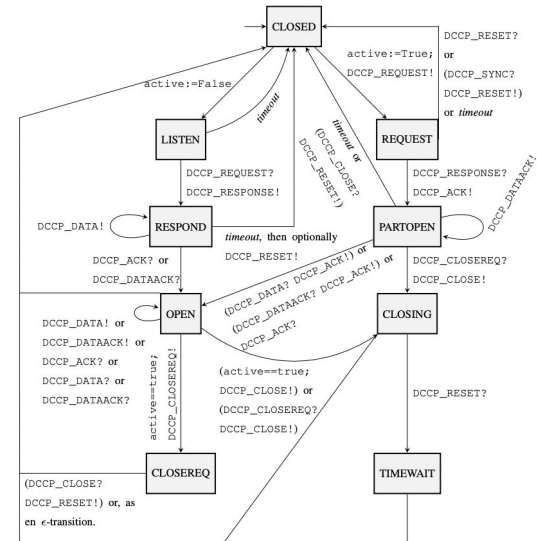 CLOSED
DCCP_RESET?
or
(DCCP_SYNC?
DCCP_RESET!)
or timeout
active:=True;
DCCP_REQUEST!
active:=False
timeout
LISTEN
REQUEST
timeout or
(DCCP_CLOSE?
DCCP_RESET!)
DCCP_REQUEST?
DCCP_RESPONSE!
DCCP_RESPONSE?
DCCP_ACK!
DCCP_DATAACK!
DCCP_DATA!
RESPOND
PARTOPEN
timeout, then optionally
DCCP_RESET!
DCCP_ACK? or
DCCP_DATAACK?
(DCCP_DATA? DCCP_ACK!) or
(DCCP_DATAACK? DCCP_ACK!) or
DCCP_ACK?
DCCP_CLOSEREQ?
DCCP_CLOSE!
OPEN
CLOSING
DCCP_DATA! or
DCCP_DATAACK! or
DCCP_ACK? or
DCCP_DATA? or
DCCP_DATAACK?
active==true;
DCCP_CLOSEREQ!
(active==true;
DCCP_CLOSE!) or
(DCCP_CLOSEREQ?
DCCP_CLOSE!)
DCCP_RESET?
CLOSEREQ
TIMEWAIT
(DCCP_CLOSE?
DCCP_RESET!) or, as
en ϵ-transition.